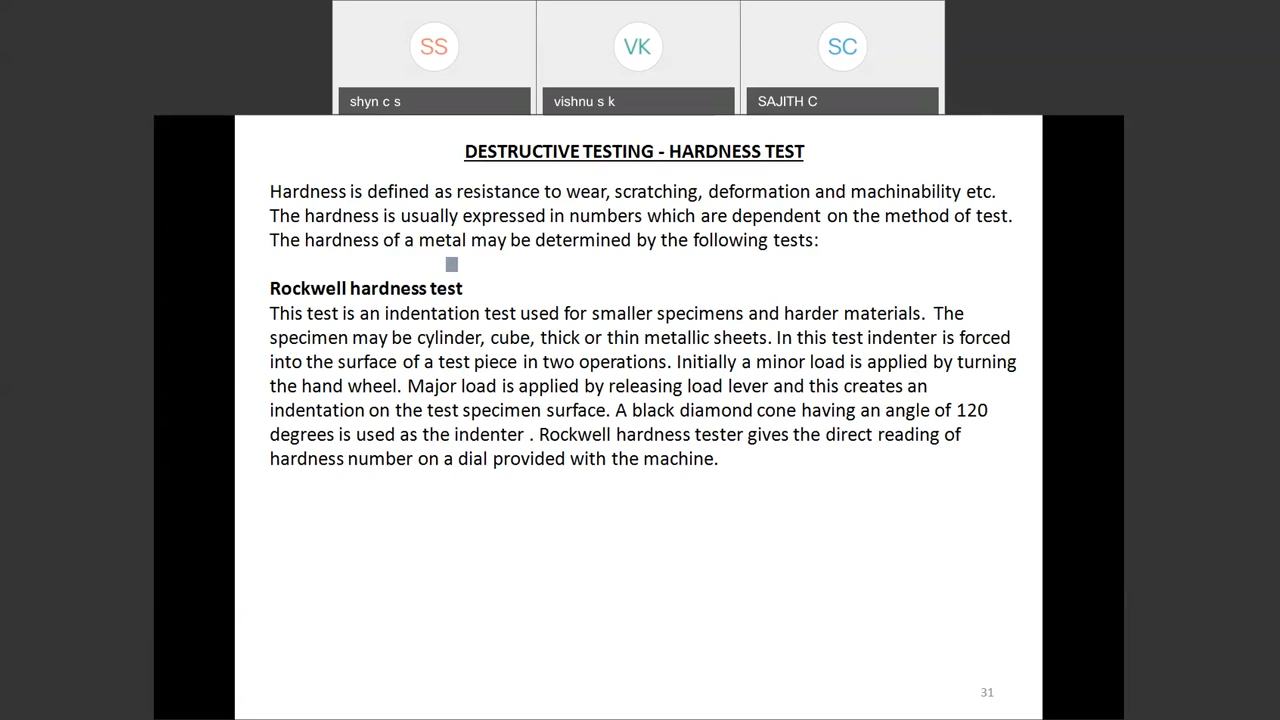 SS
VK
SC
shyn c s
vishnu s k
SAJITH C
DESTRUCTIVE TESTING - HARDNESS TEST
Hardness is defined as resistance to wear, scratching, deformation and machinability etc.
The hardness is usually expressed in numbers which are dependent on the method of test.
The hardness of a metal may be determined by the following tests:
Rockwell hardness test
This test is an indentation test used for smaller specimens and harder materials. The
specimen may be cylinder, cube, thick or thin metallic sheets. In this test indenter is forced
into the surface of a test piece in two operations. Initially a minor load is applied by turning
the hand wheel. Major load is applied by releasing load lever and this creates an
indentation on the test specimen surface. A black diamond cone having an angle of 120
degrees is used as the indenter . Rockwell hardness tester gives the direct reading of
hardness number on a dial provided with the machine.
31